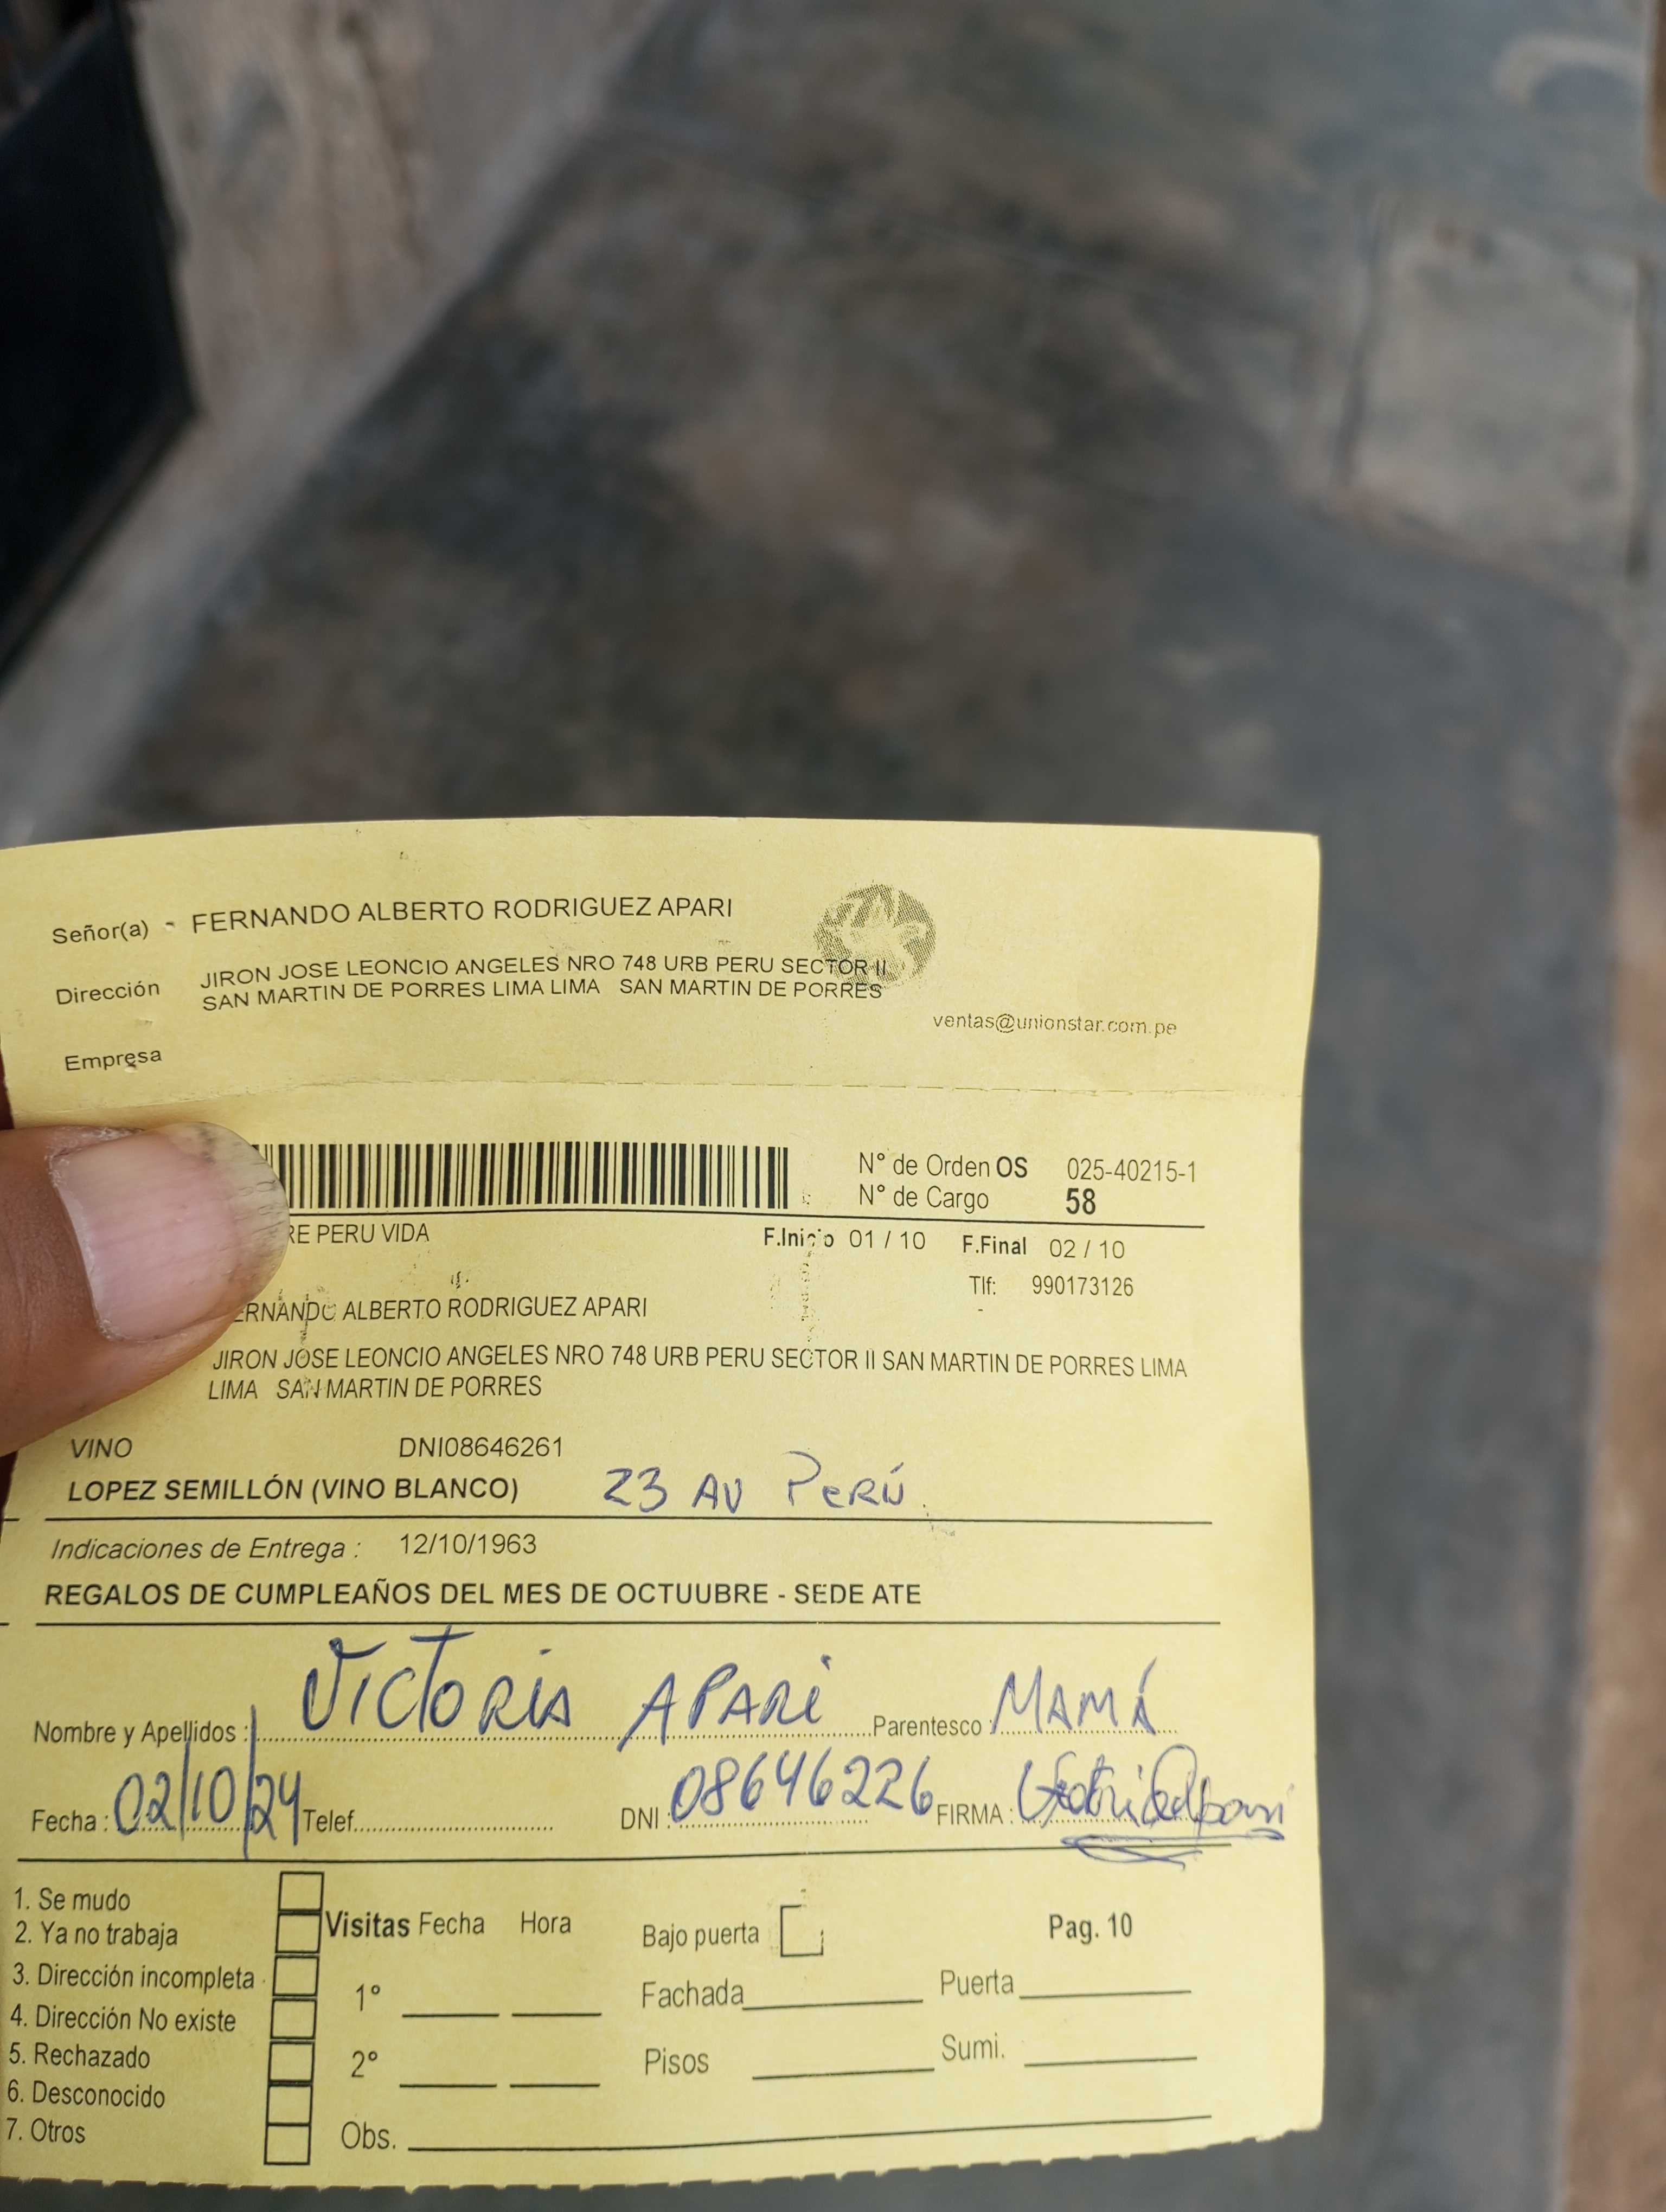 Señor(a) - FERNANDO ALBERTO RODRIGUEZ APARI
Dirección JIRON JOSE LEONCIO ANGELES NRO 748 URB PERU SECTOR II
SAN MARTIN DE PORRES LIMA LIMA SAN MARTIN DE PORRES
ventas@unionstar.com.pe
Empresa
N° de Orden OS 025-40215-1
N° de Cargo 58
RE PERU VIDA F.Inicio 01 / 10 F.Final 02 / 10
Tlf: 990173126
ERNANDO ALBERTO RODRIGUEZ APARI
JIRON JOSE LEONCIO ANGELES NRO 748 URB PERU SECTOR II SAN MARTIN DE PORRES LIMA
LIMA SAN MARTIN DE PORRES
VINO DNI08646261
LOPEZ SEMILLÓN (VINO BLANCO) 23 AV PERÚ
Indicaciones de Entrega : 12/10/1963
REGALOS DE CUMPLEAÑOS DEL MES DE OCTUUBRE - SEDE ATE
Nombre y Apellidos : VICTORIA APARI Parentesco MAMÁ
Fecha : 02/10/24 Telef. DNI : 08646226 FIRMA :
1. Se mudo
2. Ya no trabaja Visitas Fecha Hora Bajo puerta Pag. 10
3. Dirección incompleta 1° Fachada Puerta
4. Dirección No existe
5. Rechazado 2° Pisos Sumi.
6. Desconocido
7. Otros Obs.